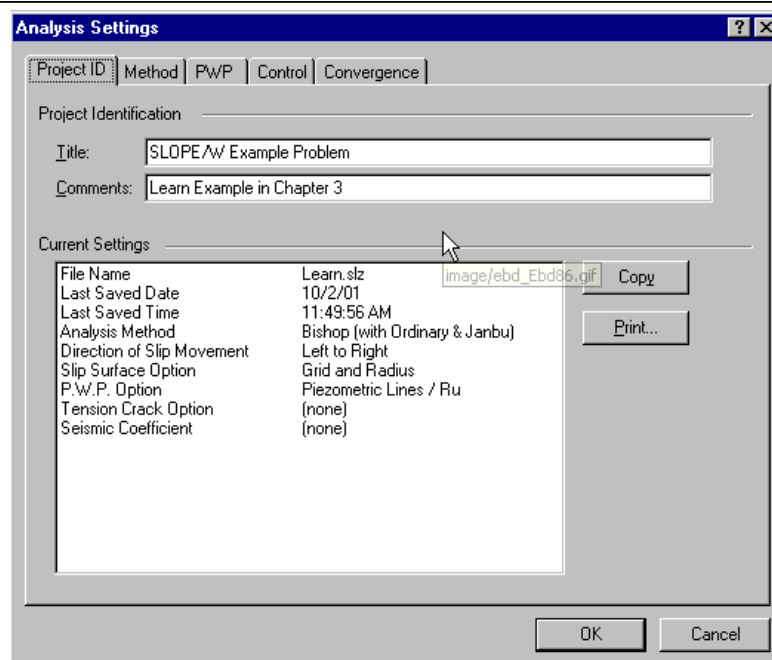 Analysis Settings
Project ID Method PWP Control Convergence
Project Identification
Title: SLOPE/W Example Problem
Comments: Learn Example in Chapter 3
Current Settings
File Name Learn.slz
Last Saved Date 10/2/01
Last Saved Time 11:49:56 AM
Analysis Method Bishop (with Ordinary & Janbu)
Direction of Slip Movement Left to Right
Slip Surface Option Grid and Radius
P.W.P. Option Piezometric Lines / Ru
Tension Crack Option (none)
Seismic Coefficient (none)
image/ebd_Ebd86.gif
Copy
Print...
OK Cancel